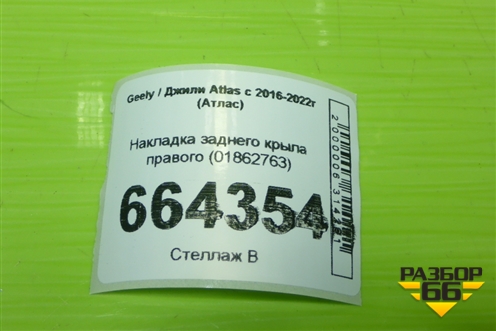 Geely / Джили Atlas с 2016-2022г
(Атлас)
Накладка заднего крыла
правого (01862763)
664354
Стеллаж В
РАЗБОР
66